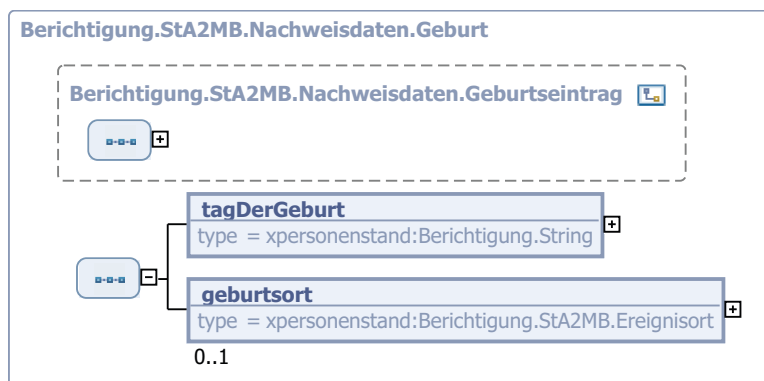 Berichtigung.StA2MB.Nachweisdaten.Geburt
Berichtigung.StA2MB.Nachweisdaten.Geburtseintrag
tagDerGeburt
type = xpersonenstand:Berichtigung.String
geburtsort
type = xpersonenstand:Berichtigung.StA2MB.Ereignisort
0..1